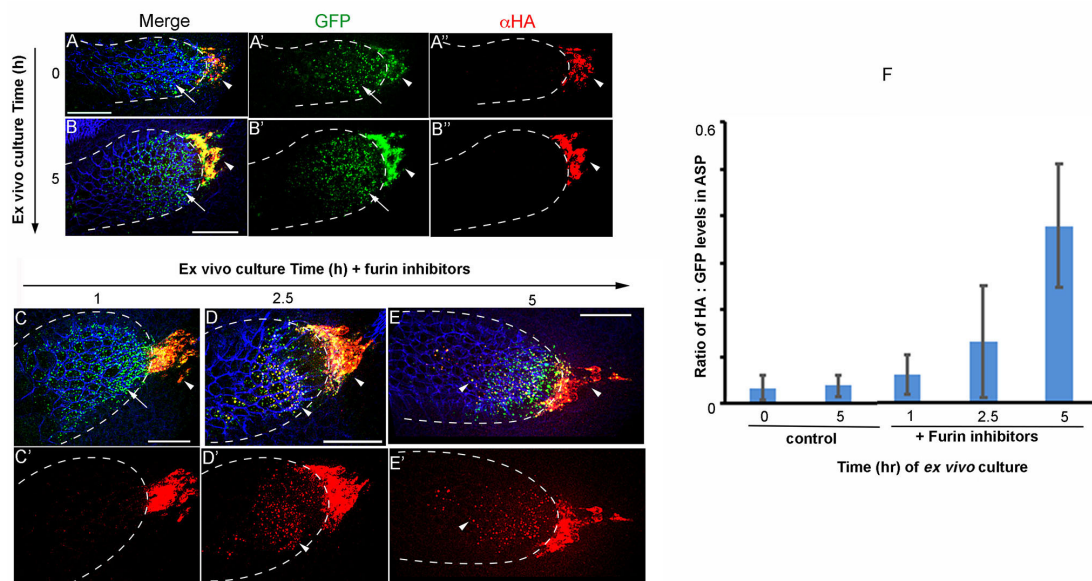 Merge GFP αHA
Ex vivo culture Time (h)
0
5
A A' A''
B B' B''
Ex vivo culture Time (h) + furin inhibitors
1 2.5 5
C D E
C' D' E'
F
Ratio of HA : GFP levels in ASP
0.6
0
0 5 1 2.5 5
control + Furin inhibitors
Time (hr) of ex vivo culture